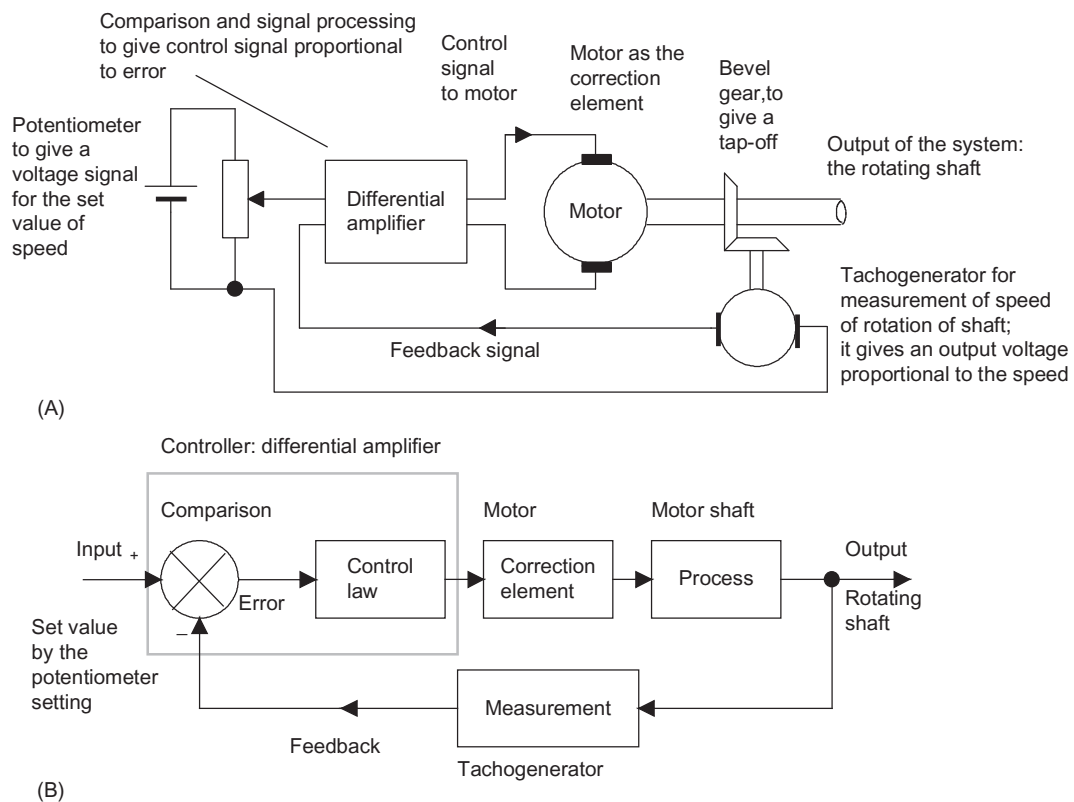 Comparison and signal processing
to give control signal proportional
to error
Control
signal
to motor
Motor as the
correction
element
Bevel
gear,to
give a
tap-off
Potentiometer
to give a
voltage signal
for the set
value of
speed
Output of the system:
the rotating shaft
Differential
amplifier
Motor
Tachogenerator for
measurement of speed
of rotation of shaft;
it gives an output voltage
proportional to the speed
Feedback signal
(A)
Controller: differential amplifier
Comparison
Motor
Motor shaft
Input +
Error
Control
law
Correction
element
Process
Output
Rotating
shaft
Set value
by the
potentiometer
setting
−
Measurement
Feedback
Tachogenerator
(B)